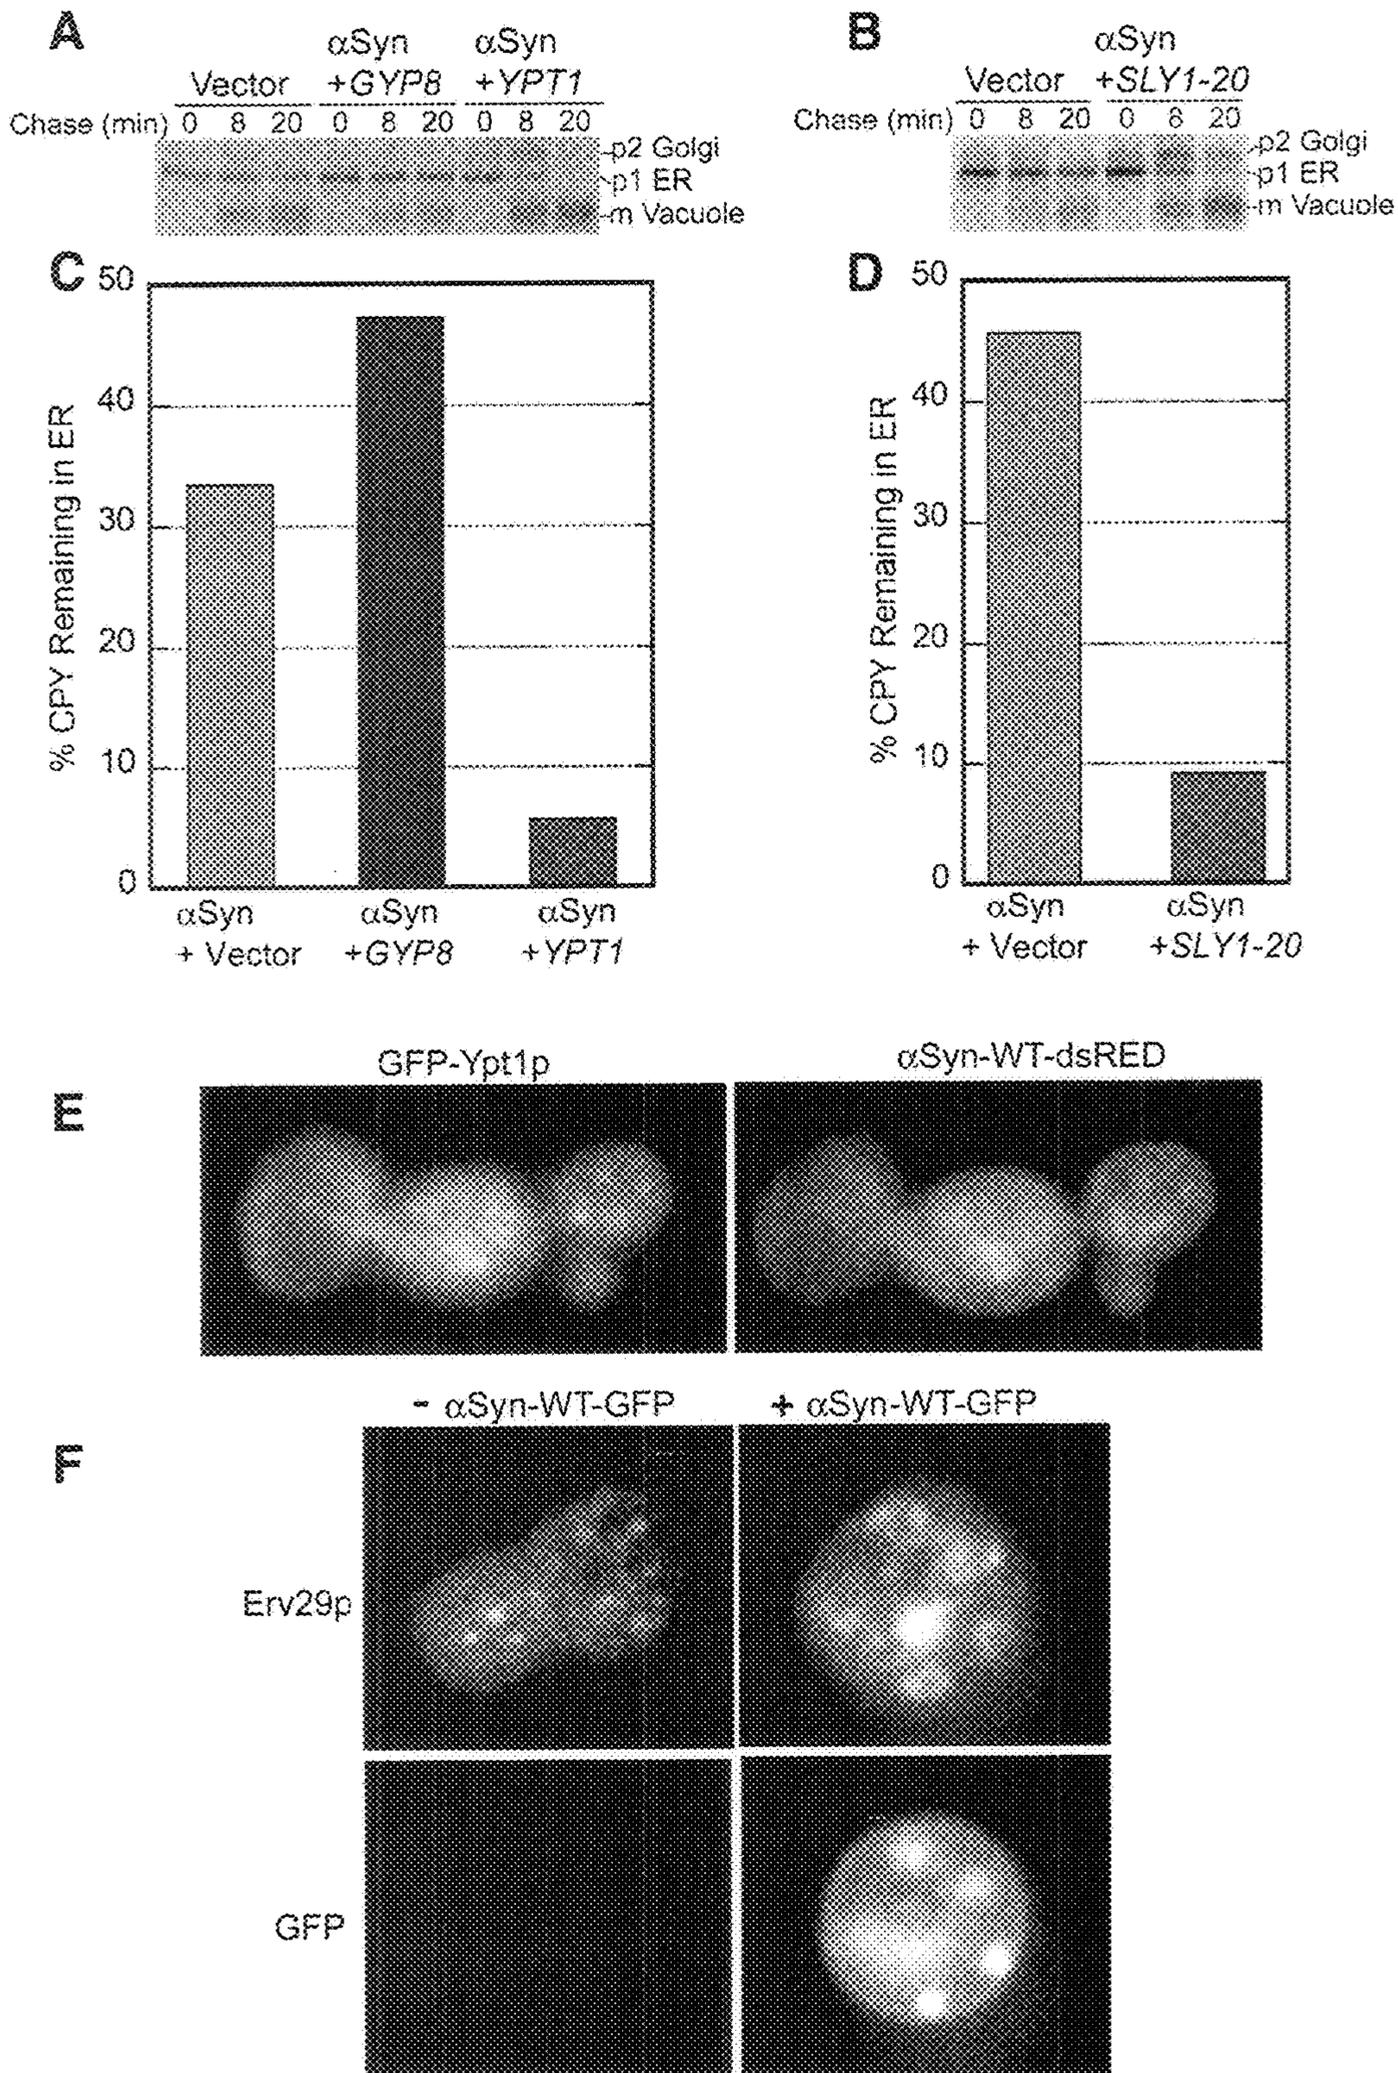 A
αSyn αSyn
Vector +GYP8 +YPT1
Chase (min) 0 8 20 0 8 20 0 8 20
p2 Golgi
p1 ER
m Vacuole
B
αSyn
Vector +SLY1-20
Chase (min) 0 8 20 0 8 20
p2 Golgi
p1 ER
m Vacuole
C
% CPY Remaining in ER
50
40
30
20
10
0
αSyn αSyn αSyn
+ Vector +GYP8 +YPT1
D
% CPY Remaining in ER
50
40
30
20
10
0
αSyn αSyn
+ Vector +SLY1-20
E
GFP-Ypt1p αSyn-WT-dsRED
F
- αSyn-WT-GFP + αSyn-WT-GFP
Erv29p
GFP